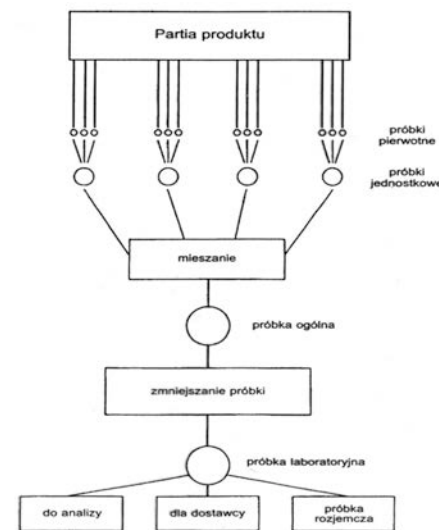 Partia produktu
próbki
pierwotne
próbki
jednostkowe
mieszanie
próbka ogólna
zmniejszanie próbki
próbka laboratoryjna
do analizy
dla dostawcy
próbka
rozjemcza